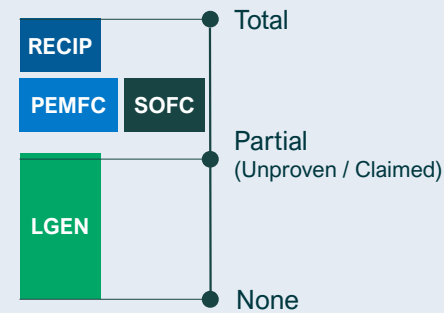 Total
RECIP
PEMFC SOFC
Partial
(Unproven / Claimed)
LGEN
None